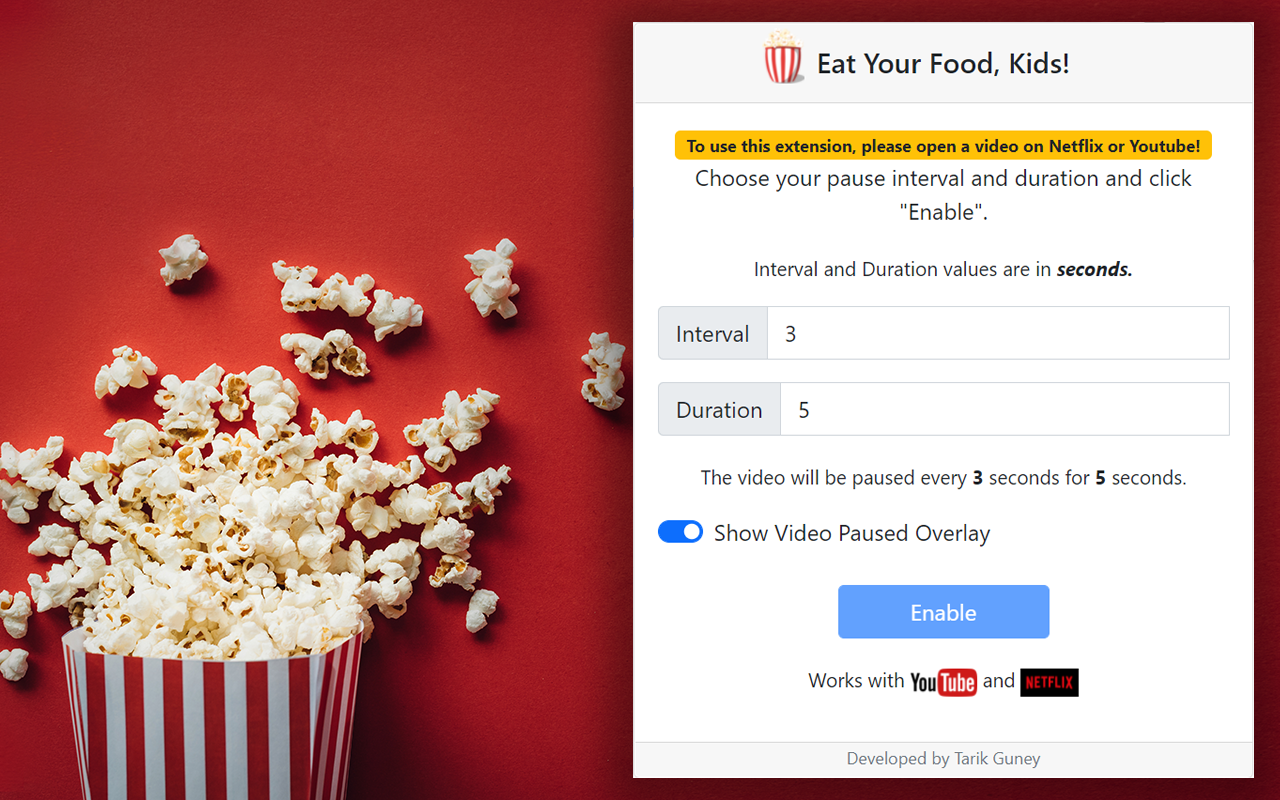 Eat Your Food, Kids!
To use this extension, please open a video on Netflix or Youtube!
Choose your pause interval and duration and click
"Enable".
Interval and Duration values are in seconds.
Interval 3
Duration 5
The video will be paused every 3 seconds for 5 seconds.
Show Video Paused Overlay
Enable
Works with YouTube and NETFLIX
Developed by Tarik Guney